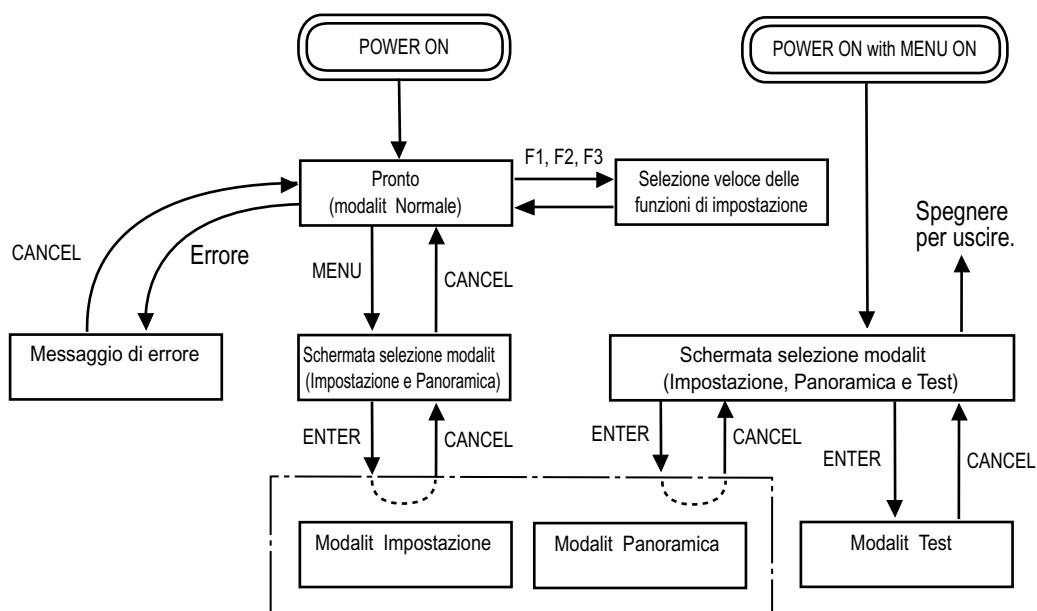 POWER ON
POWER ON with MENU ON
F1, F2, F3
Pronto
(modalit Normale)
Selezione veloce delle
funzioni di impostazione
Spegnere
per uscire.
CANCEL
Errore
MENU
CANCEL
Messaggio di errore
Schermata selezione modalit
(Impostazione e Panoramica)
Schermata selezione modalit
(Impostazione, Panoramica e Test)
ENTER
CANCEL
ENTER
CANCEL
ENTER
CANCEL
Modalit Impostazione
Modalit Panoramica
Modalit Test